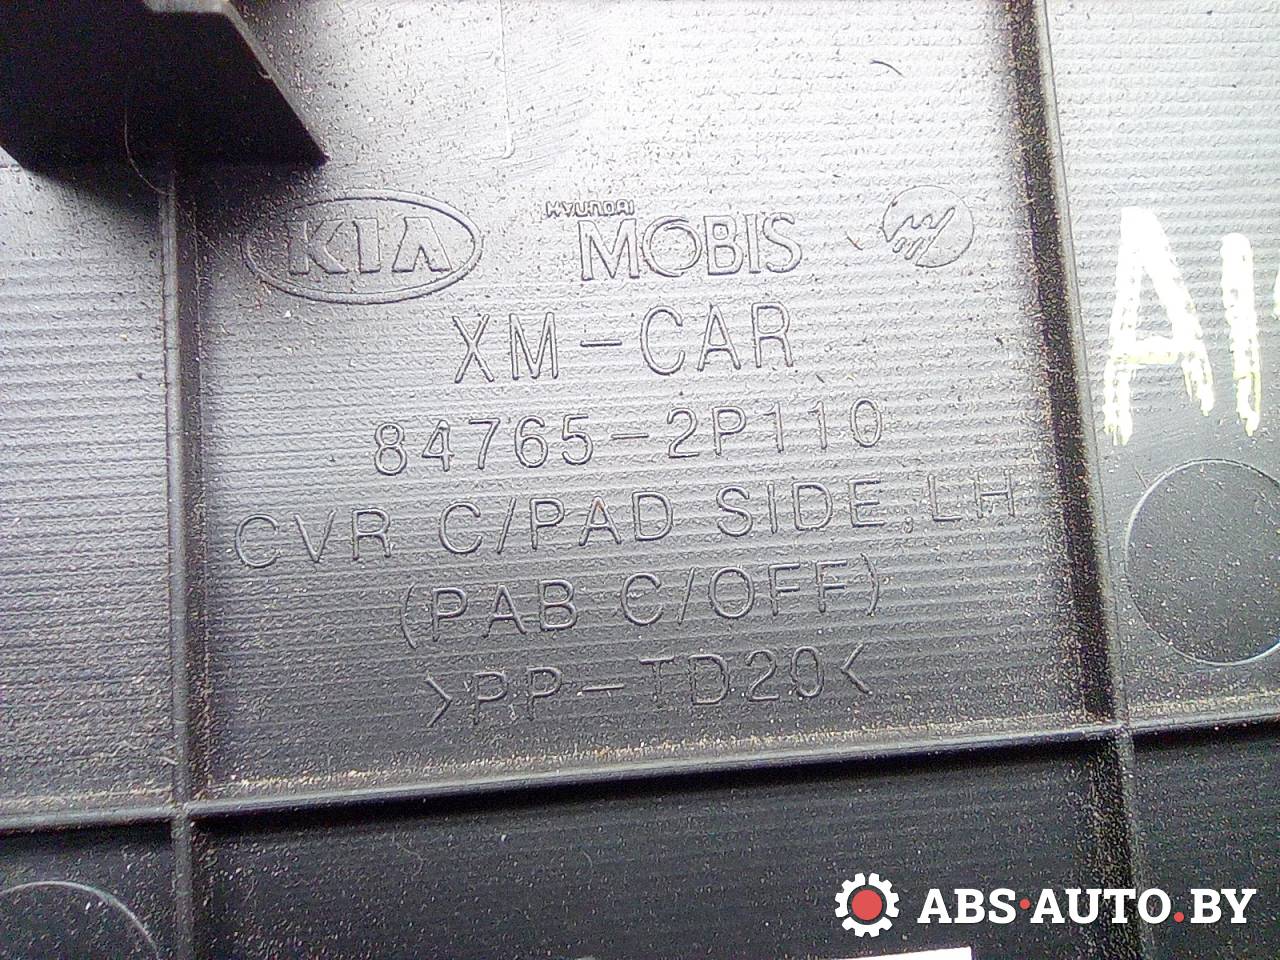 KIA HYUNDAI MOBIS
XM-CAR
84765-2P110
CVR C/PAD SIDE,LH
(PAB C/OFF)
>PP-TD20<
ABS·AUTO.BY